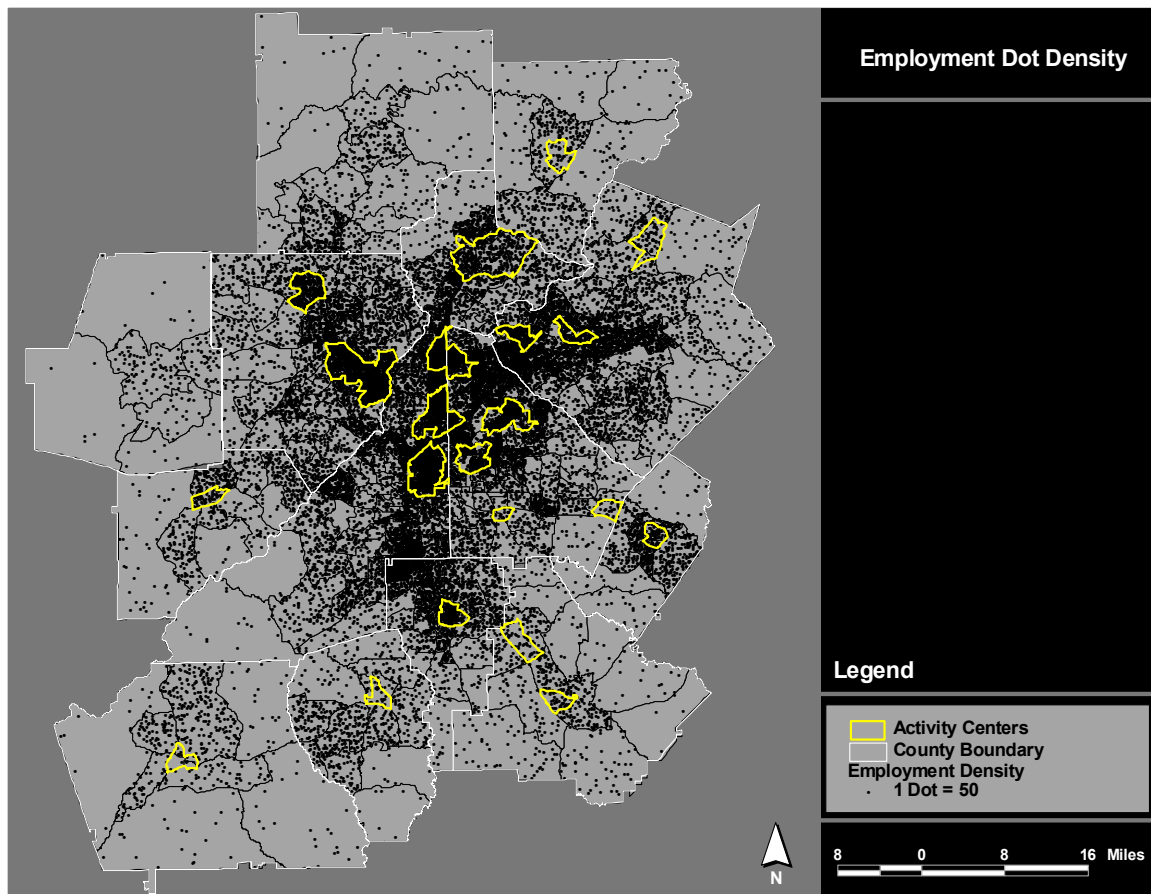 Employment Dot Density
Legend
Activity Centers
County Boundary
Employment Density
1 Dot = 50
N
8 0 8 16 Miles